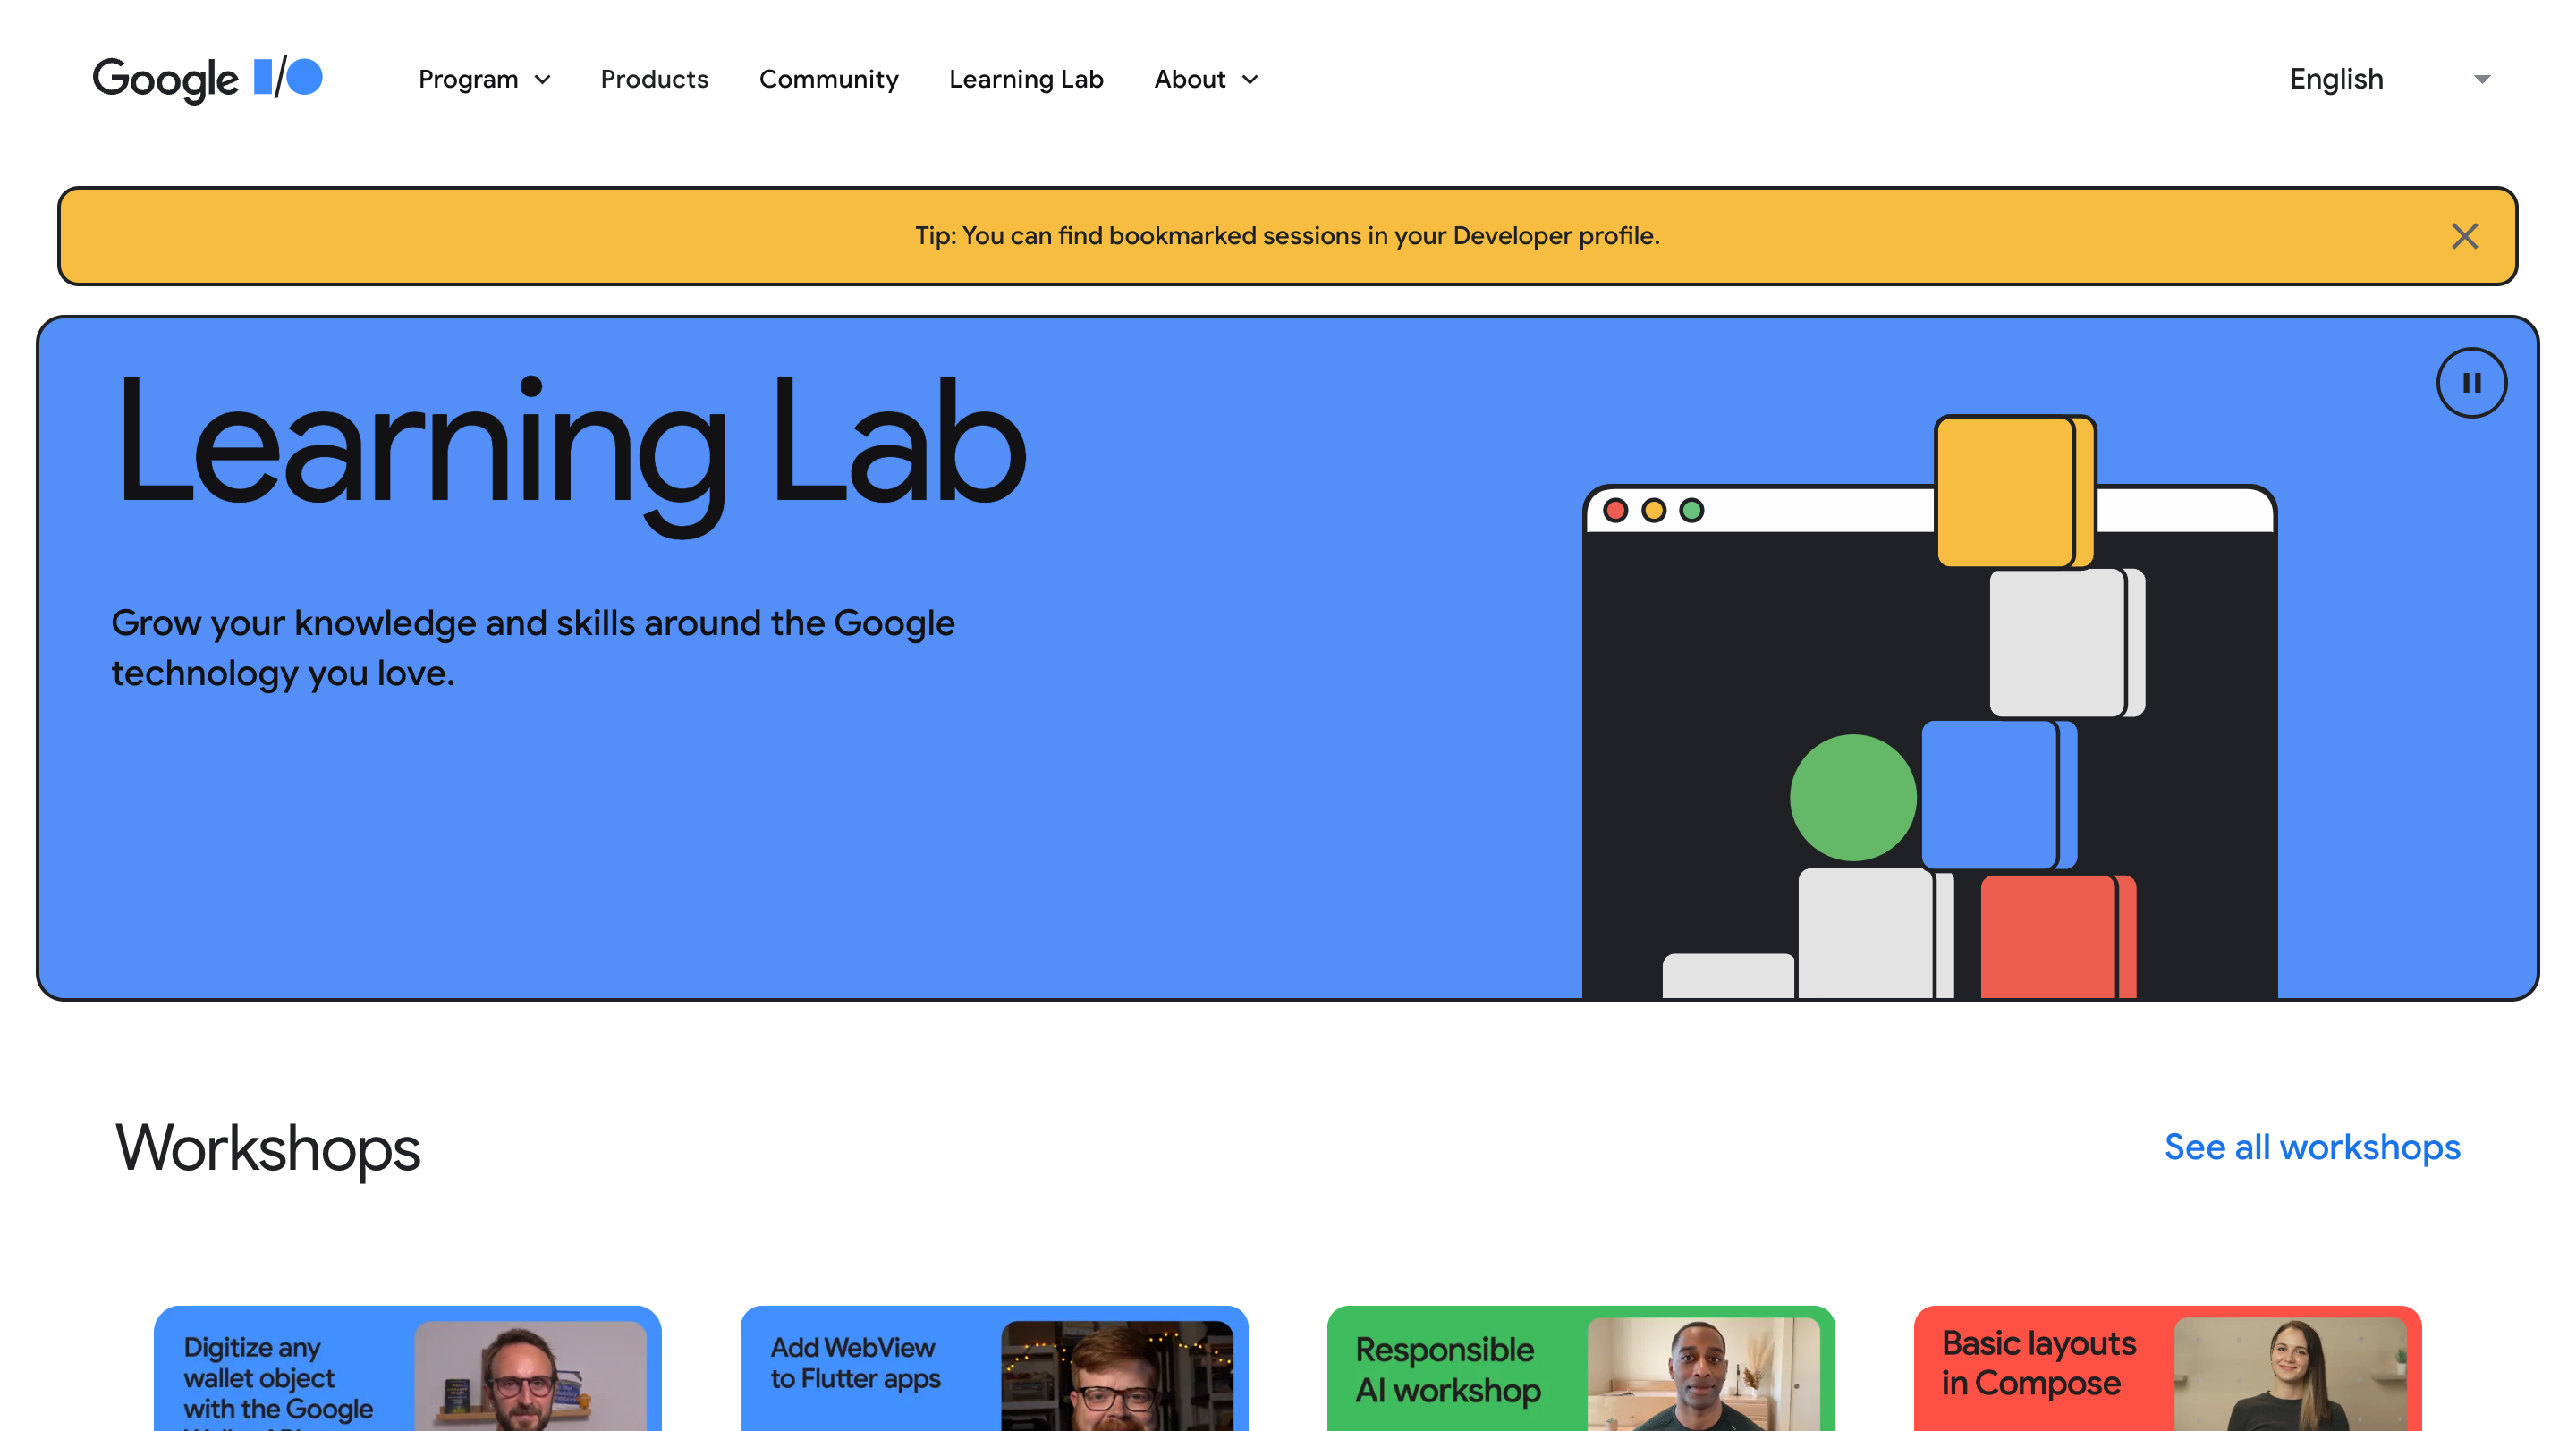 Google I/O
Program
Products
Community
Learning Lab
About
English
Tip: You can find bookmarked sessions in your Developer profile.
Learning Lab
Grow your knowledge and skills around the Google
technology you love.
Workshops
See all workshops
Digitize any
wallet object
with the Google
Add WebView
to Flutter apps
Responsible
AI workshop
Basic layouts
in Compose